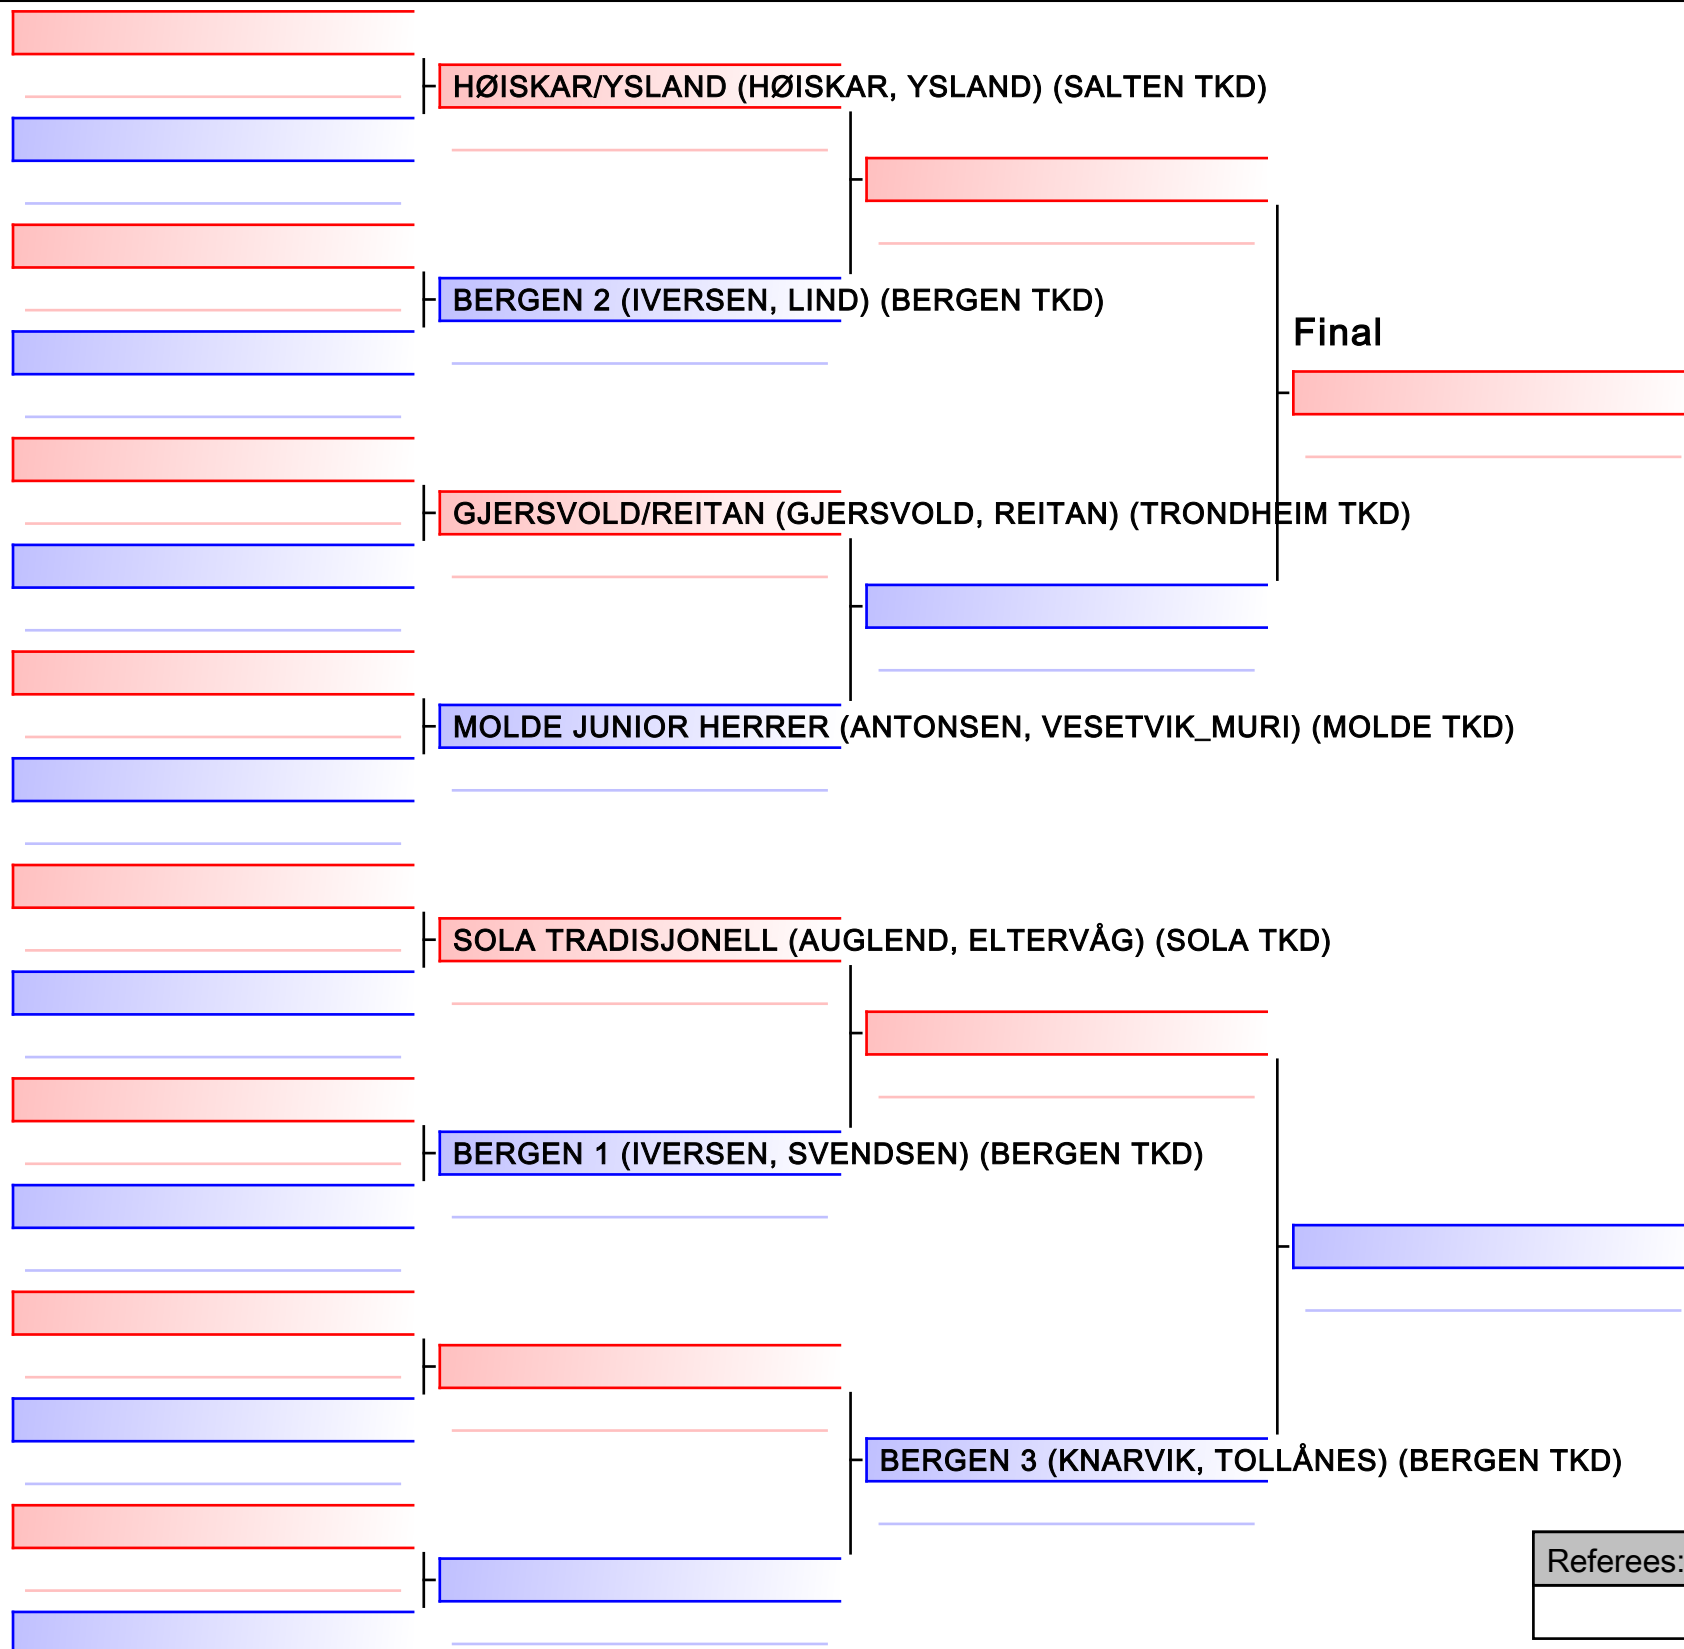 HØISKAR/YSLAND (HØISKAR, YSLAND) (SALTEN TKD)
BERGEN 2 (IVERSEN, LIND) (BERGEN TKD)
Final
GJERSVOLD/REITAN (GJERSVOLD, REITAN) (TRONDHEIM TKD)
MOLDE JUNIOR HERRER (ANTONSEN, VESETVIK_MURI) (MOLDE TKD)
SOLA TRADISJONELL (AUGLEND, ELTERVÅG) (SOLA TKD)
BERGEN 1 (IVERSEN, SVENDSEN) (BERGEN TKD)
BERGEN 3 (KNARVIK, TOLLÅNES) (BERGEN TKD)
Referees: